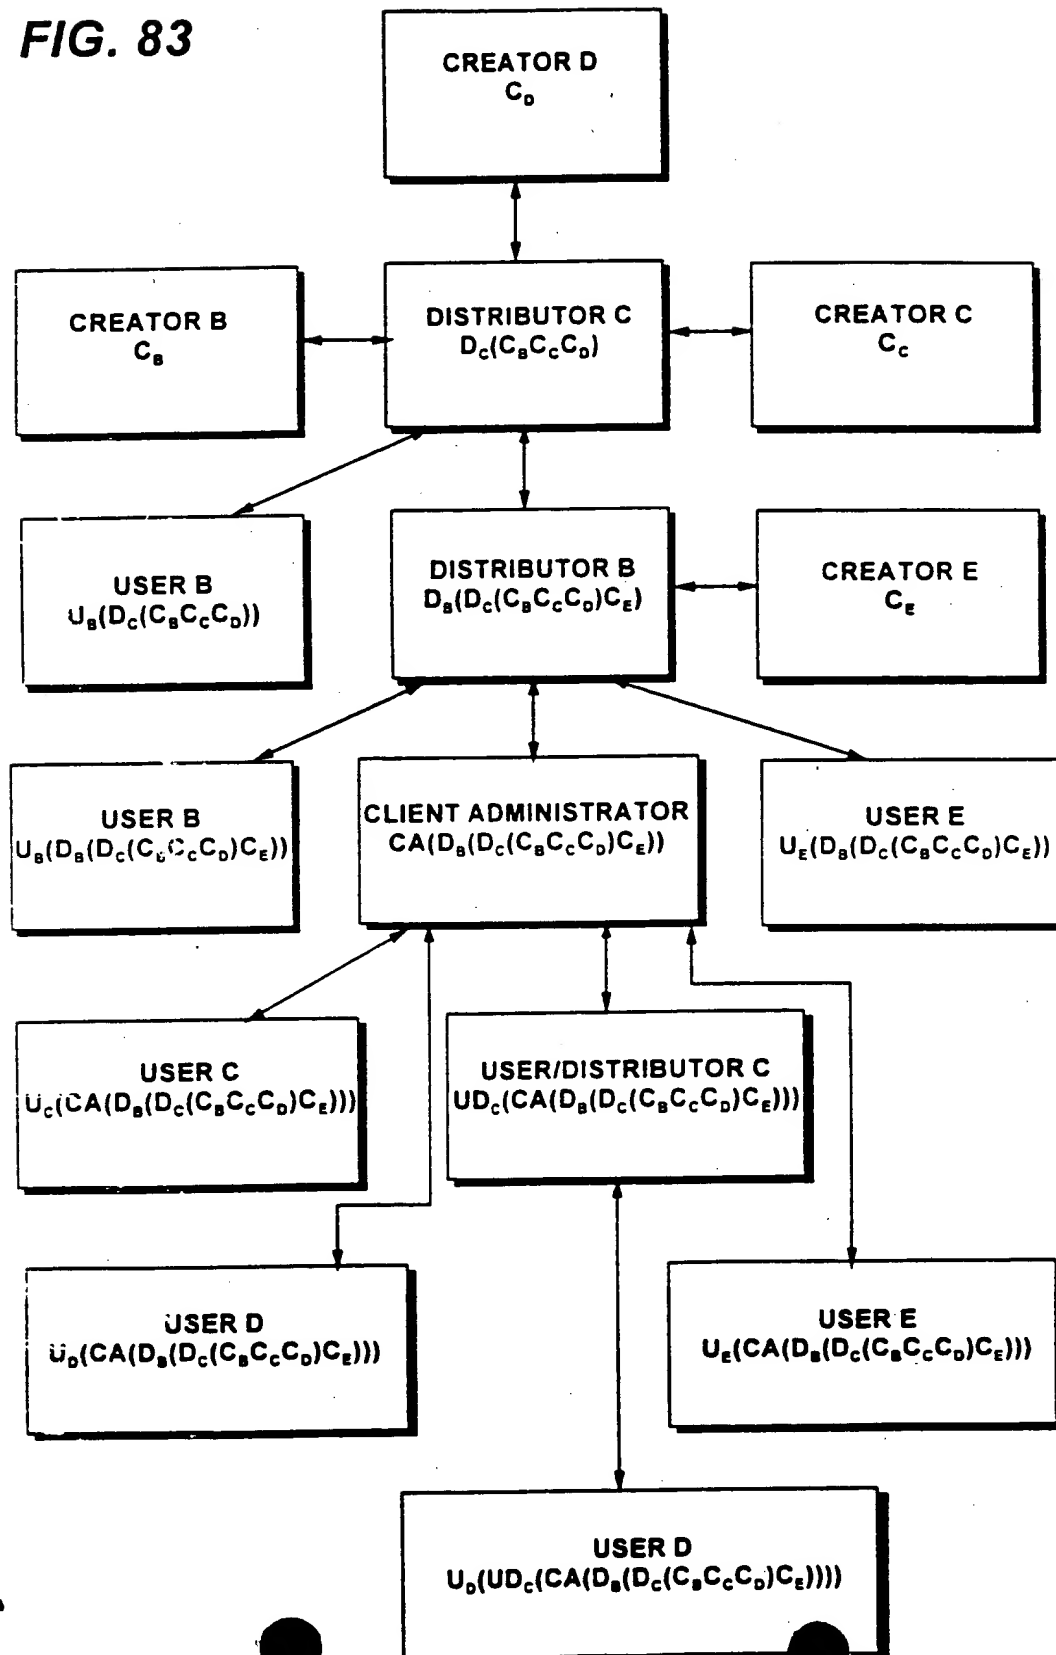 FIG. 83
CREATOR D
C_D
CREATOR B
C_B
DISTRIBUTOR C
D_C(C_BC_CC_D)
CREATOR C
C_C
USER B
U_B(D_C(C_BC_CC_D))
DISTRIBUTOR B
D_B(D_C(C_BC_CC_D)C_E)
CREATOR E
C_E
USER B
U_B(D_B(D_C(C_BC_CC_D)C_E))
CLIENT ADMINISTRATOR
CA(D_B(D_C(C_BC_CC_D)C_E))
USER E
U_E(D_B(D_C(C_BC_CC_D)C_E))
USER C
U_C(CA(D_B(D_C(C_BC_CC_D)C_E)))
USER/DISTRIBUTOR C
UD_C(CA(D_B(D_C(C_BC_CC_D)C_E)))
USER D
U_D(CA(D_B(D_C(C_BC_CC_D)C_E)))
USER E
U_E(CA(D_B(D_C(C_BC_CC_D)C_E)))
USER D
U_D(UD_C(CA(D_B(D_C(C_BC_CC_D)C_E))))